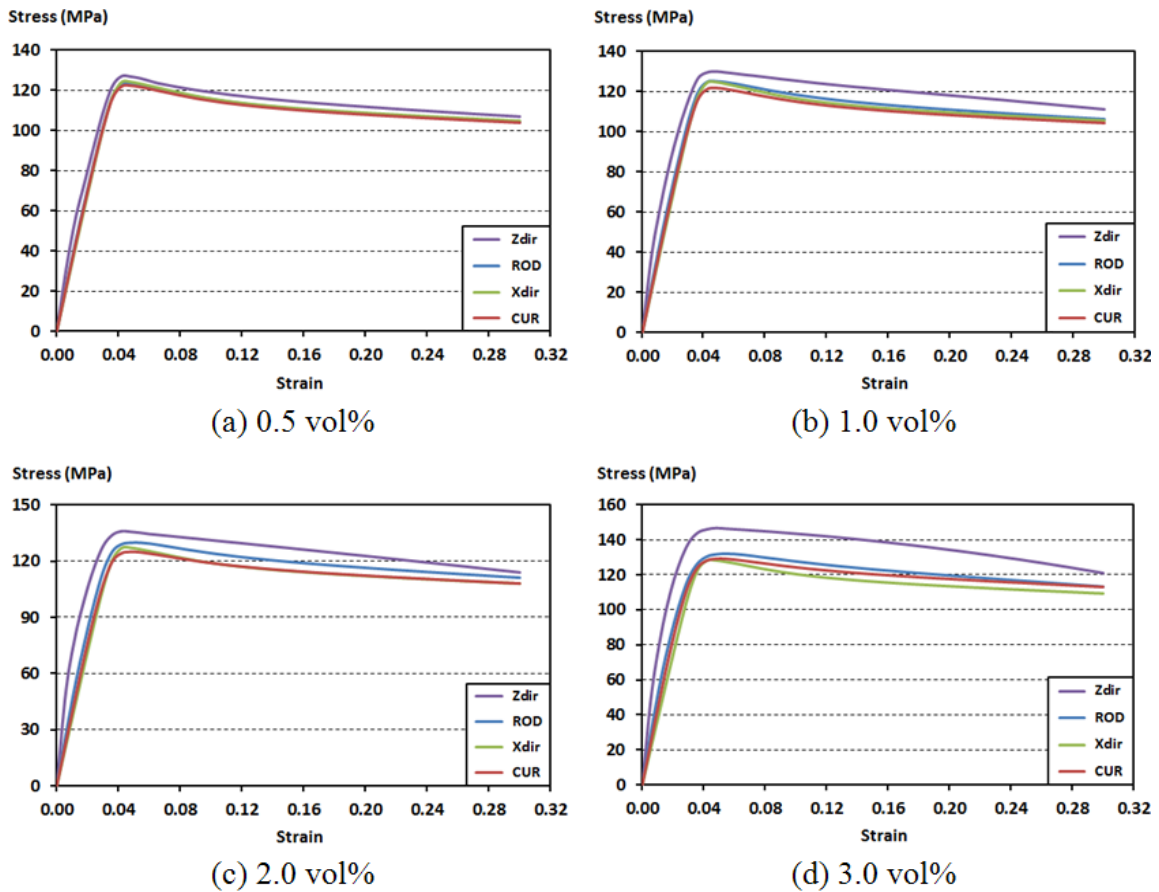 Stress (MPa)
140
120
100
80
60
40
20
0
0.00 0.04 0.08 0.12 0.16 0.20 0.24 0.28 0.32
Strain
Zdir
ROD
Xdir
CUR
(a) 0.5 vol%
Stress (MPa)
140
120
100
80
60
40
20
0
0.00 0.04 0.08 0.12 0.16 0.20 0.24 0.28 0.32
Strain
Zdir
ROD
Xdir
CUR
(b) 1.0 vol%
Stress (MPa)
150
120
90
60
30
0
0.00 0.04 0.08 0.12 0.16 0.20 0.24 0.28 0.32
Strain
Zdir
ROD
Xdir
CUR
(c) 2.0 vol%
Stress (MPa)
160
140
120
100
80
60
40
20
0
0.00 0.04 0.08 0.12 0.16 0.20 0.24 0.28 0.32
Strain
Zdir
ROD
Xdir
CUR
(d) 3.0 vol%